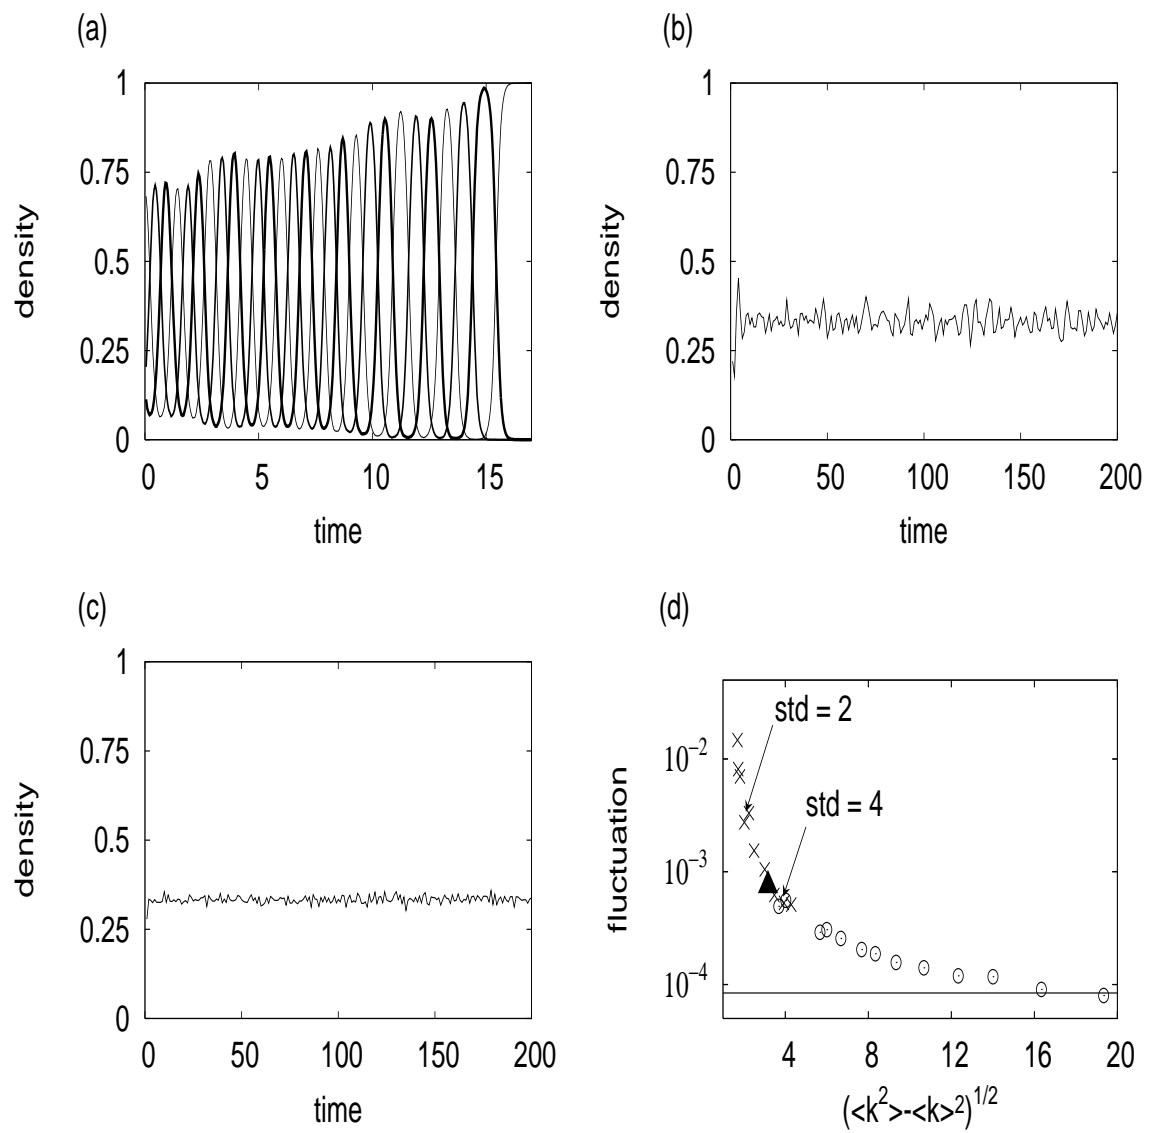 (a)
1
0.75
0.5
0.25
0
density
0 5 10 15
time
(b)
1
0.75
0.5
0.25
0
density
0 50 100 150 200
time
(c)
1
0.75
0.5
0.25
0
density
0 50 100 150 200
time
(d)
std = 2
std = 4
10⁻²
10⁻³
10⁻⁴
fluctuation
4 8 12 16 20
(<k²>-<k>²)¹/²